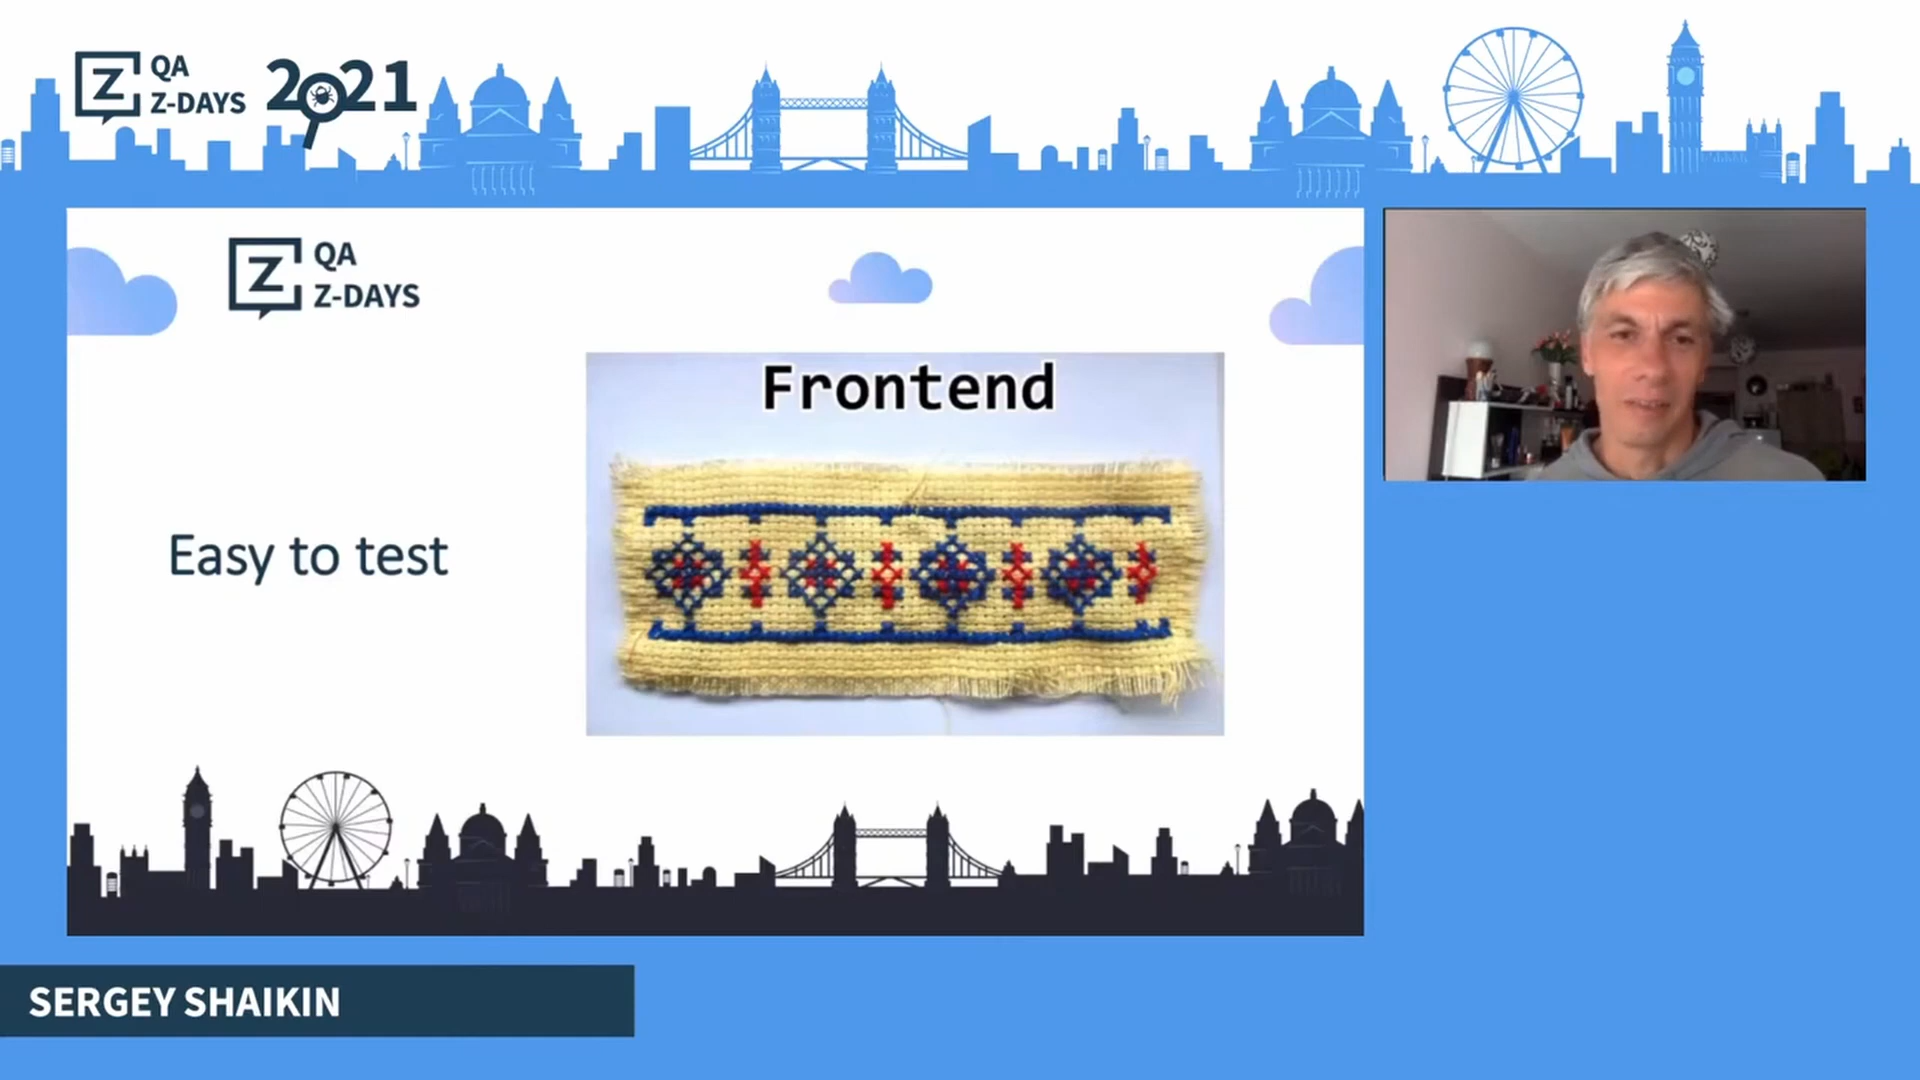 Z
QA
Z-DAYS
2021
Z
QA
Z-DAYS
Frontend
Easy to test
SERGEY SHAIKIN